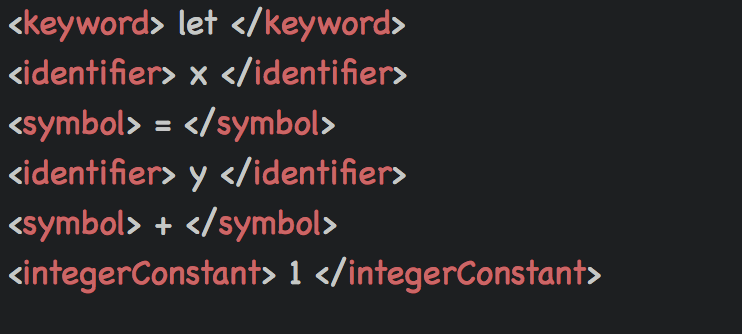 <keyword> let </keyword>
<identifier> x </identifier>
<symbol> = </symbol>
<identifier> y </identifier>
<symbol> + </symbol>
<integerConstant> 1 </integerConstant>